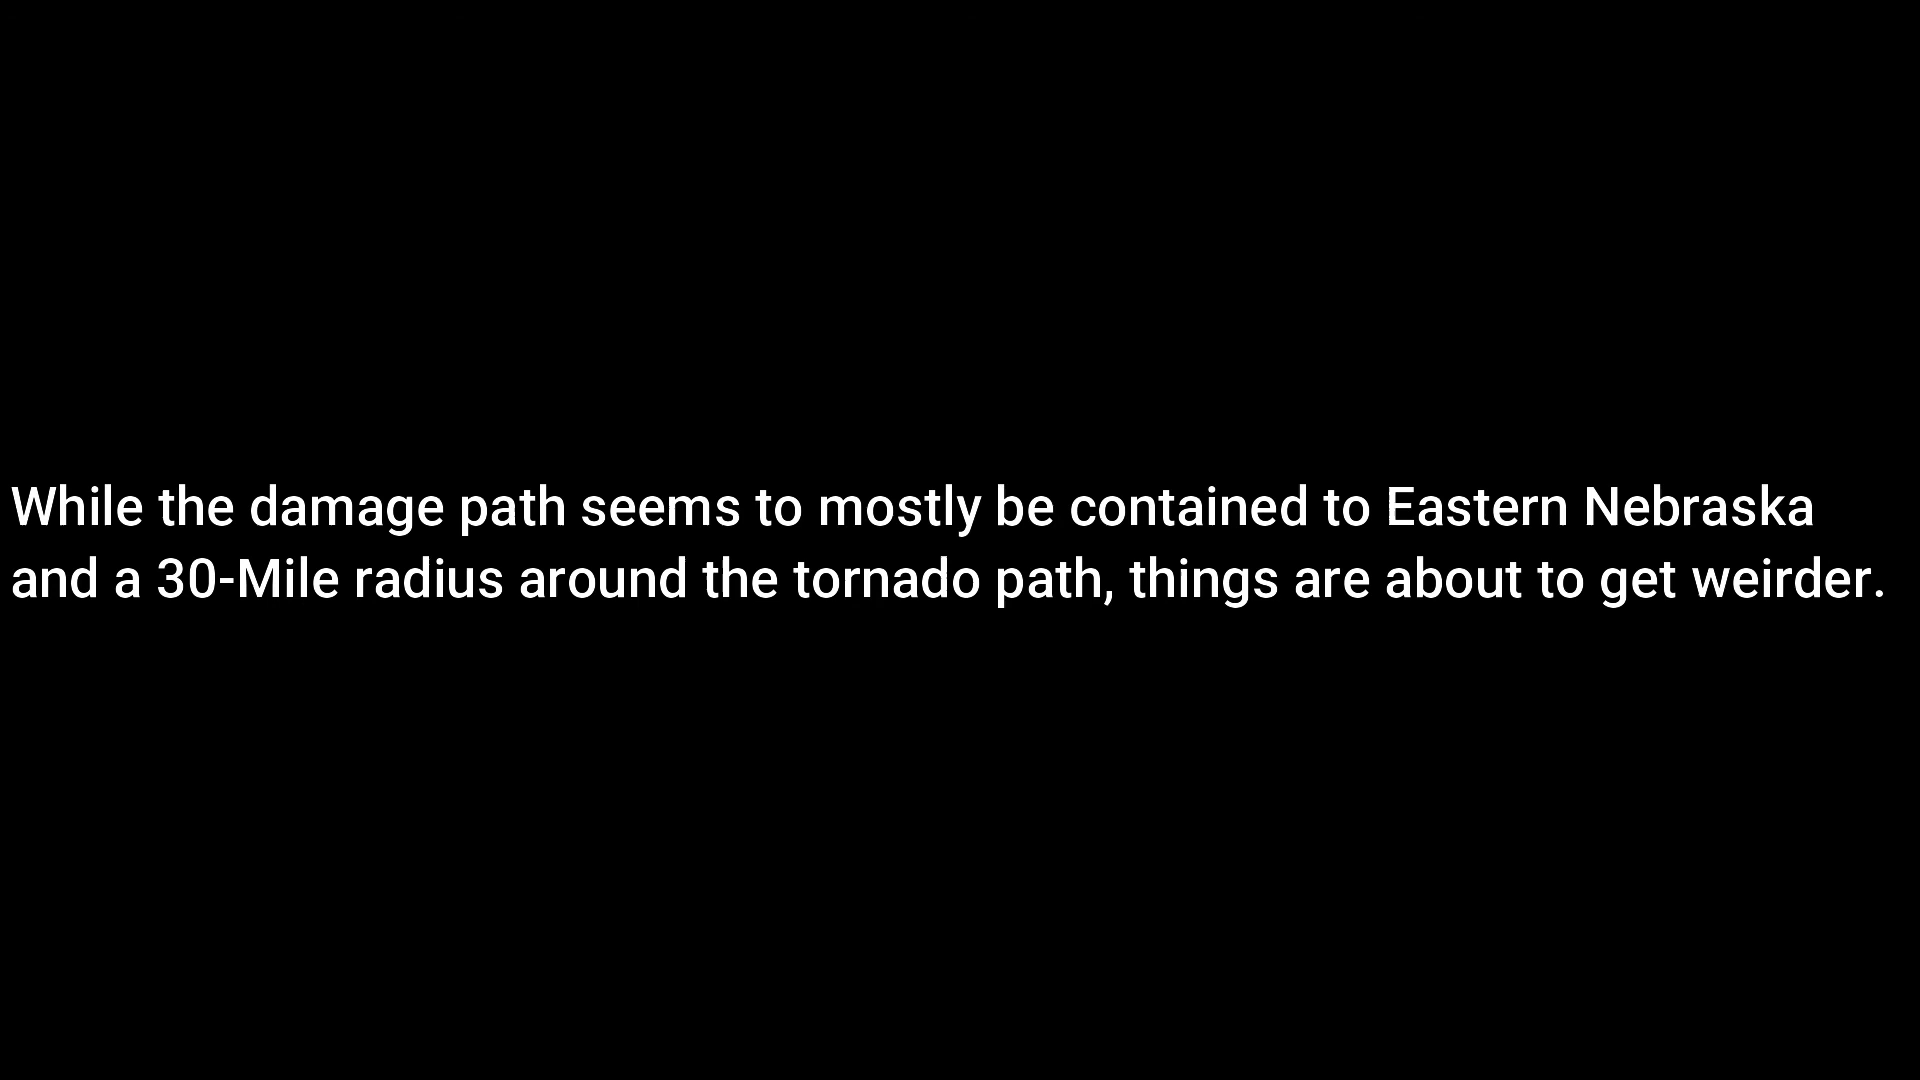 While the damage path seems to mostly be contained to Eastern Nebraska
and a 30-Mile radius around the tornado path, things are about to get weirder.